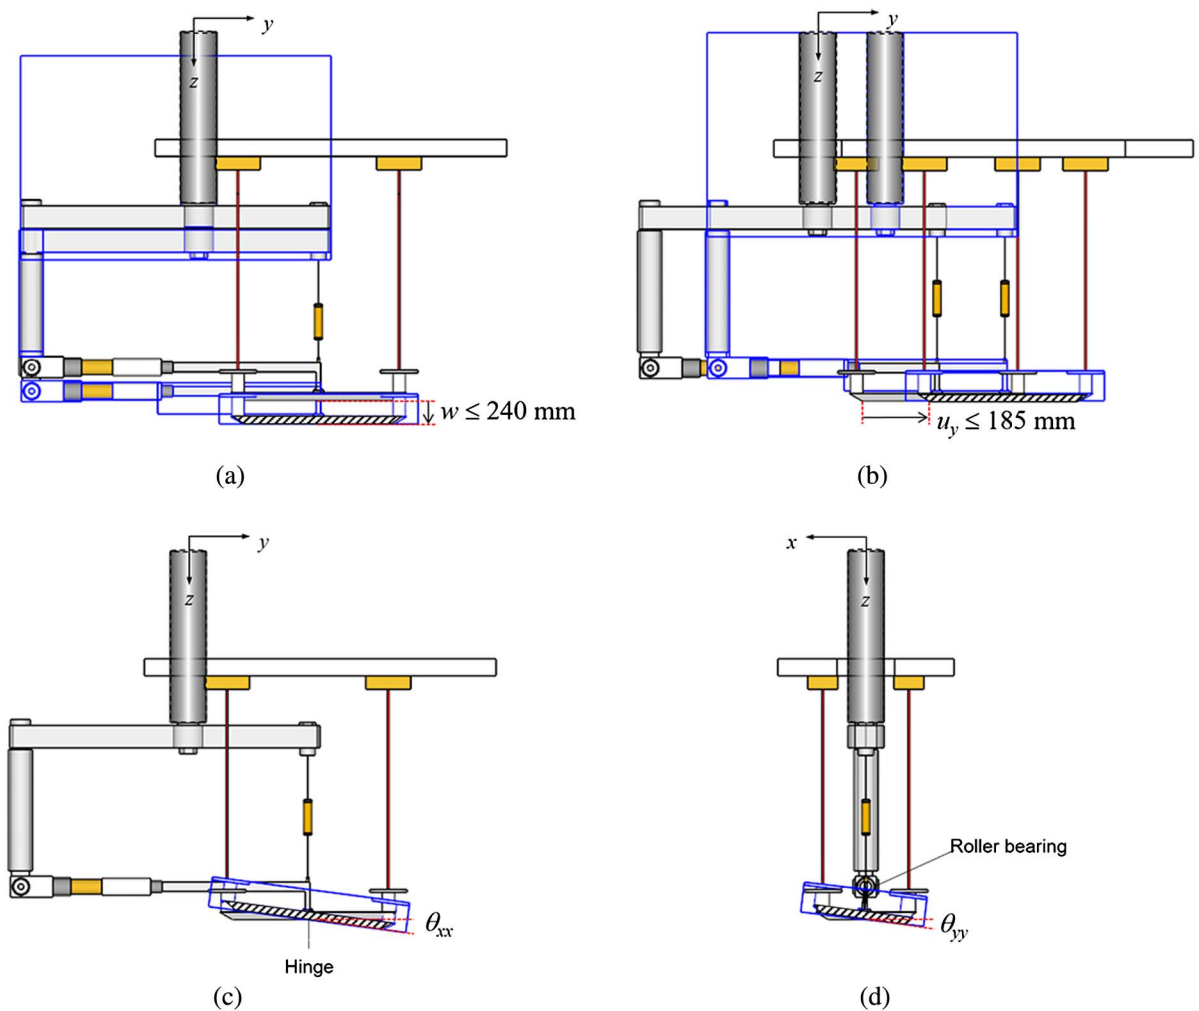 y
z
w ≤ 240 mm
(a)
y
z
u_y ≤ 185 mm
(b)
y
z
θ_xx
Hinge
(c)
x
z
Roller bearing
θ_yy
(d)